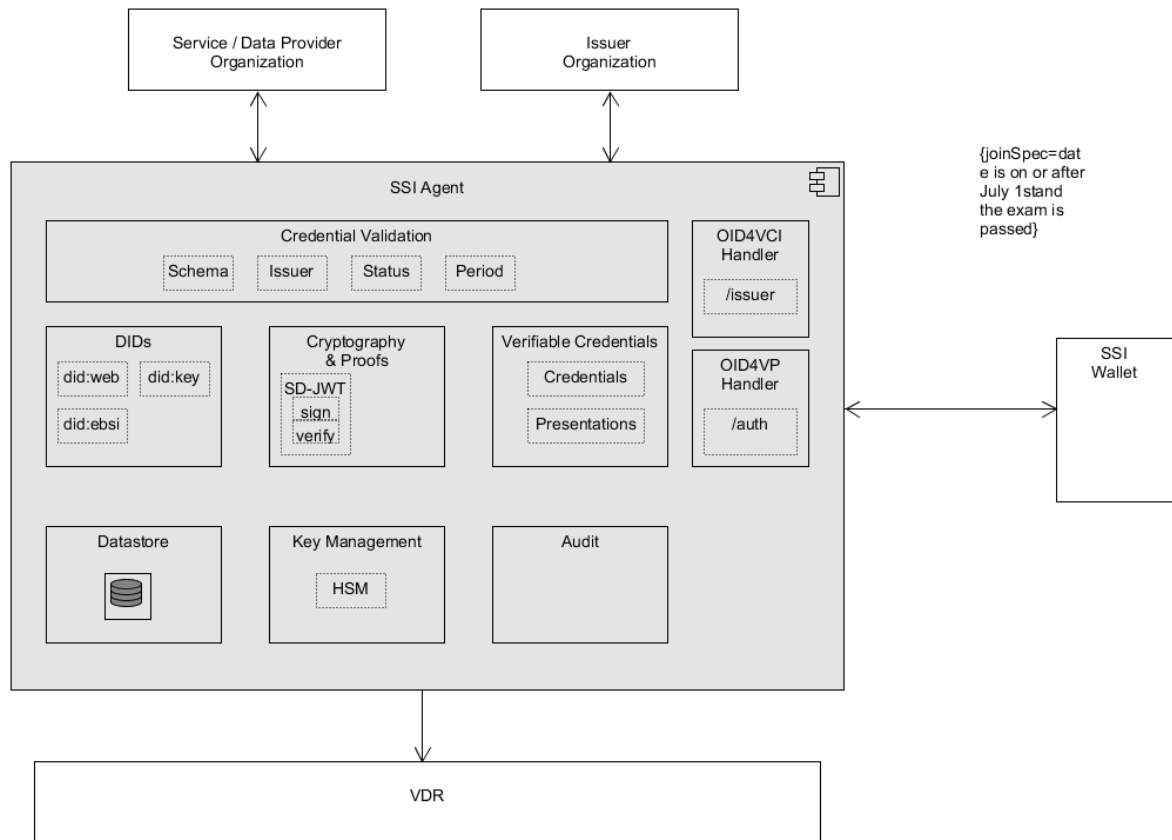 Service / Data Provider
Organization
Issuer
Organization
{joinSpec=dat
e is on or after
July 1stand
the exam is
passed}
SSI Agent
Credential Validation
Schema
Issuer
Status
Period
OID4VCI
Handler
/issuer
DIDs
did:web
did:key
did:ebsi
Cryptography
& Proofs
SD-JWT
sign
verify
Verifiable Credentials
Credentials
Presentations
OID4VP
Handler
/auth
SSI
Wallet
Datastore
Key Management
HSM
Audit
VDR